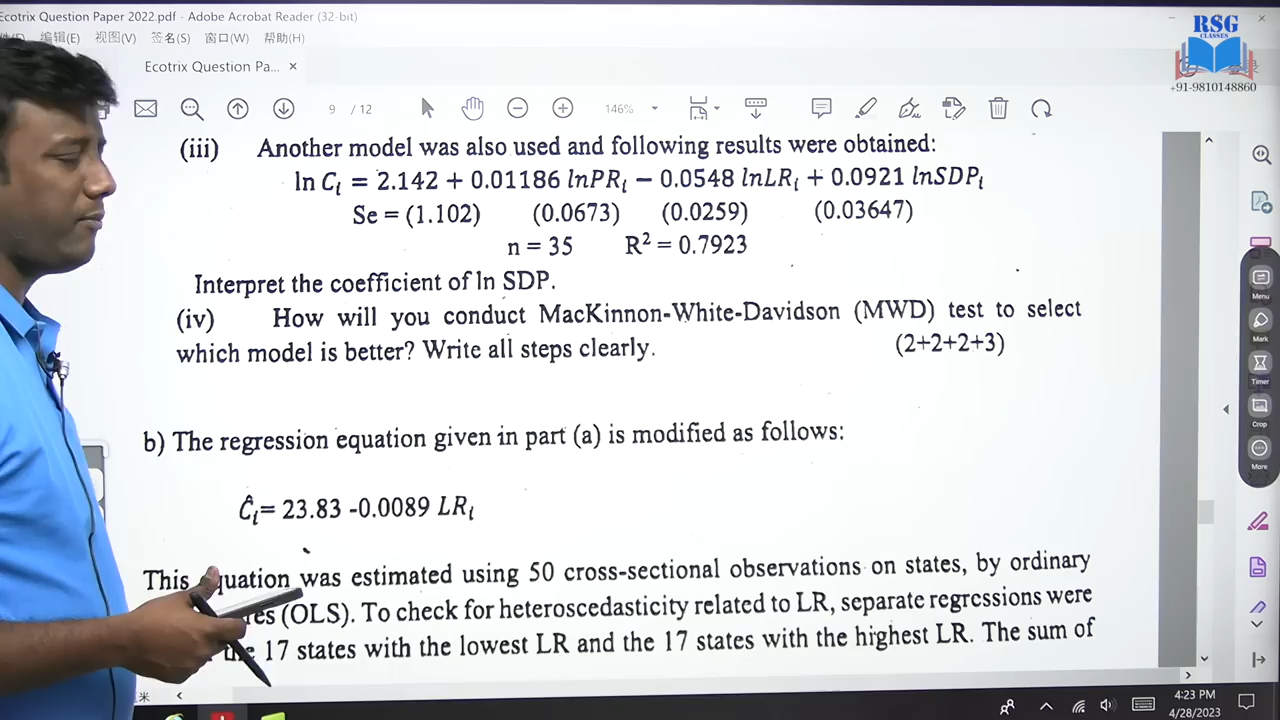 Ecotrix Question Paper 2022.pdf - Adobe Acrobat Reader (32-bit)
编辑(E) 视图(V) 签名(S) 窗口(W) 帮助(H)
RSG
CLASSES
+91-9810148860
Ecotrix Question Pa... ×
9 / 12
146%
(iii) Another model was also used and following results were obtained:
ln Cᵢ = 2.142 + 0.01186 lnPRᵢ − 0.0548 lnLRᵢ + 0.0921 lnSDPᵢ
Se = (1.102) (0.0673) (0.0259) (0.03647)
n = 35 R² = 0.7923
Interpret the coefficient of ln SDP.
(iv) How will you conduct MacKinnon-White-Davidson (MWD) test to select
which model is better? Write all steps clearly. (2+2+2+3)
b) The regression equation given in part (a) is modified as follows:
Ĉᵢ= 23.83 -0.0089 LRᵢ
This equation was estimated using 50 cross-sectional observations on states, by ordinary
(OLS). To check for heteroscedasticity related to LR, separate regressions were
the 17 states with the lowest LR and the 17 states with the highest LR. The sum of
Menu
Mark
Timer
Crop
More
4:23 PM
4/28/2023